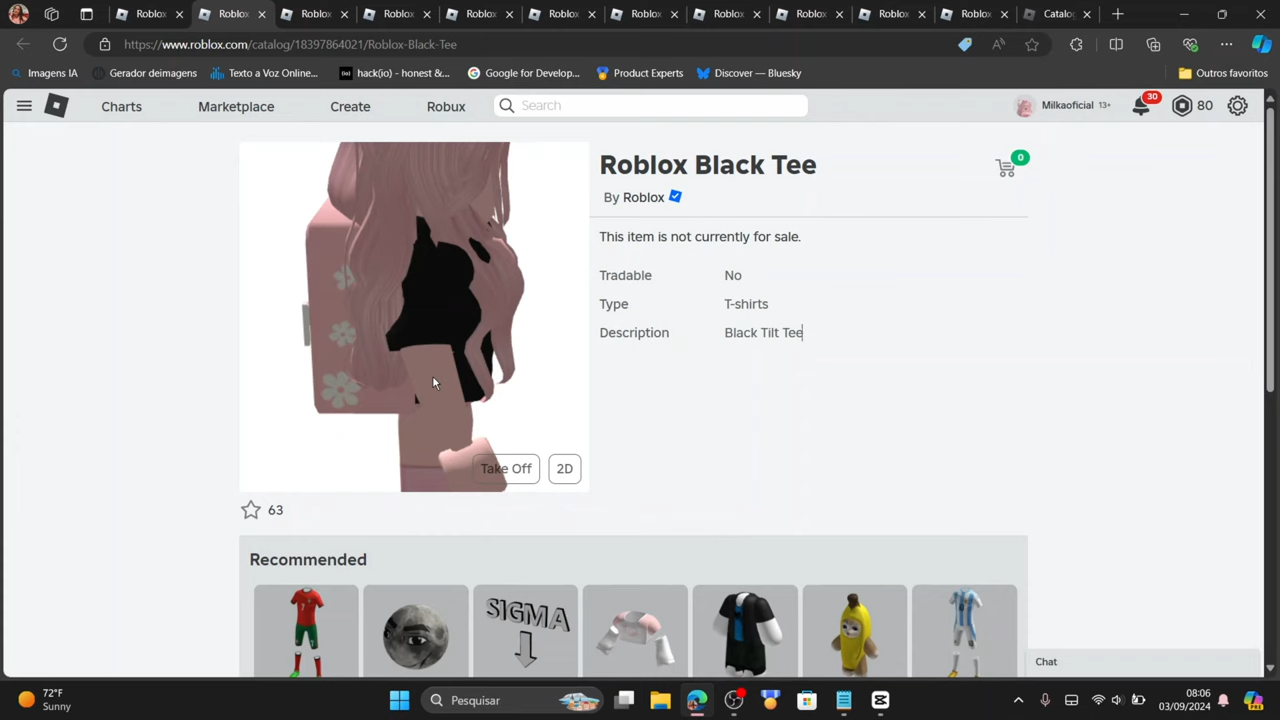 Roblox
Roblox
Roblox
Roblox
Roblox
Roblox
Roblox
Roblox
Roblox
Roblox
Roblox
Catalog
https://www.roblox.com/catalog/18397864021/Roblox-Black-Tee
Imagens IA
Gerador deimagens
Texto a Voz Online...
hack(io) - honest &...
Google for Develop...
Product Experts
Discover — Bluesky
Outros favoritos
Charts
Marketplace
Create
Robux
Search
Milkaoficial 13+
30
80
Roblox Black Tee
0
By Roblox
This item is not currently for sale.
Tradable No
Type T-shirts
Description Black Tilt Tee
Take Off
2D
63
Recommended
7
SIGMA
Chat
72°F
Sunny
Pesquisar
08:06
03/09/2024